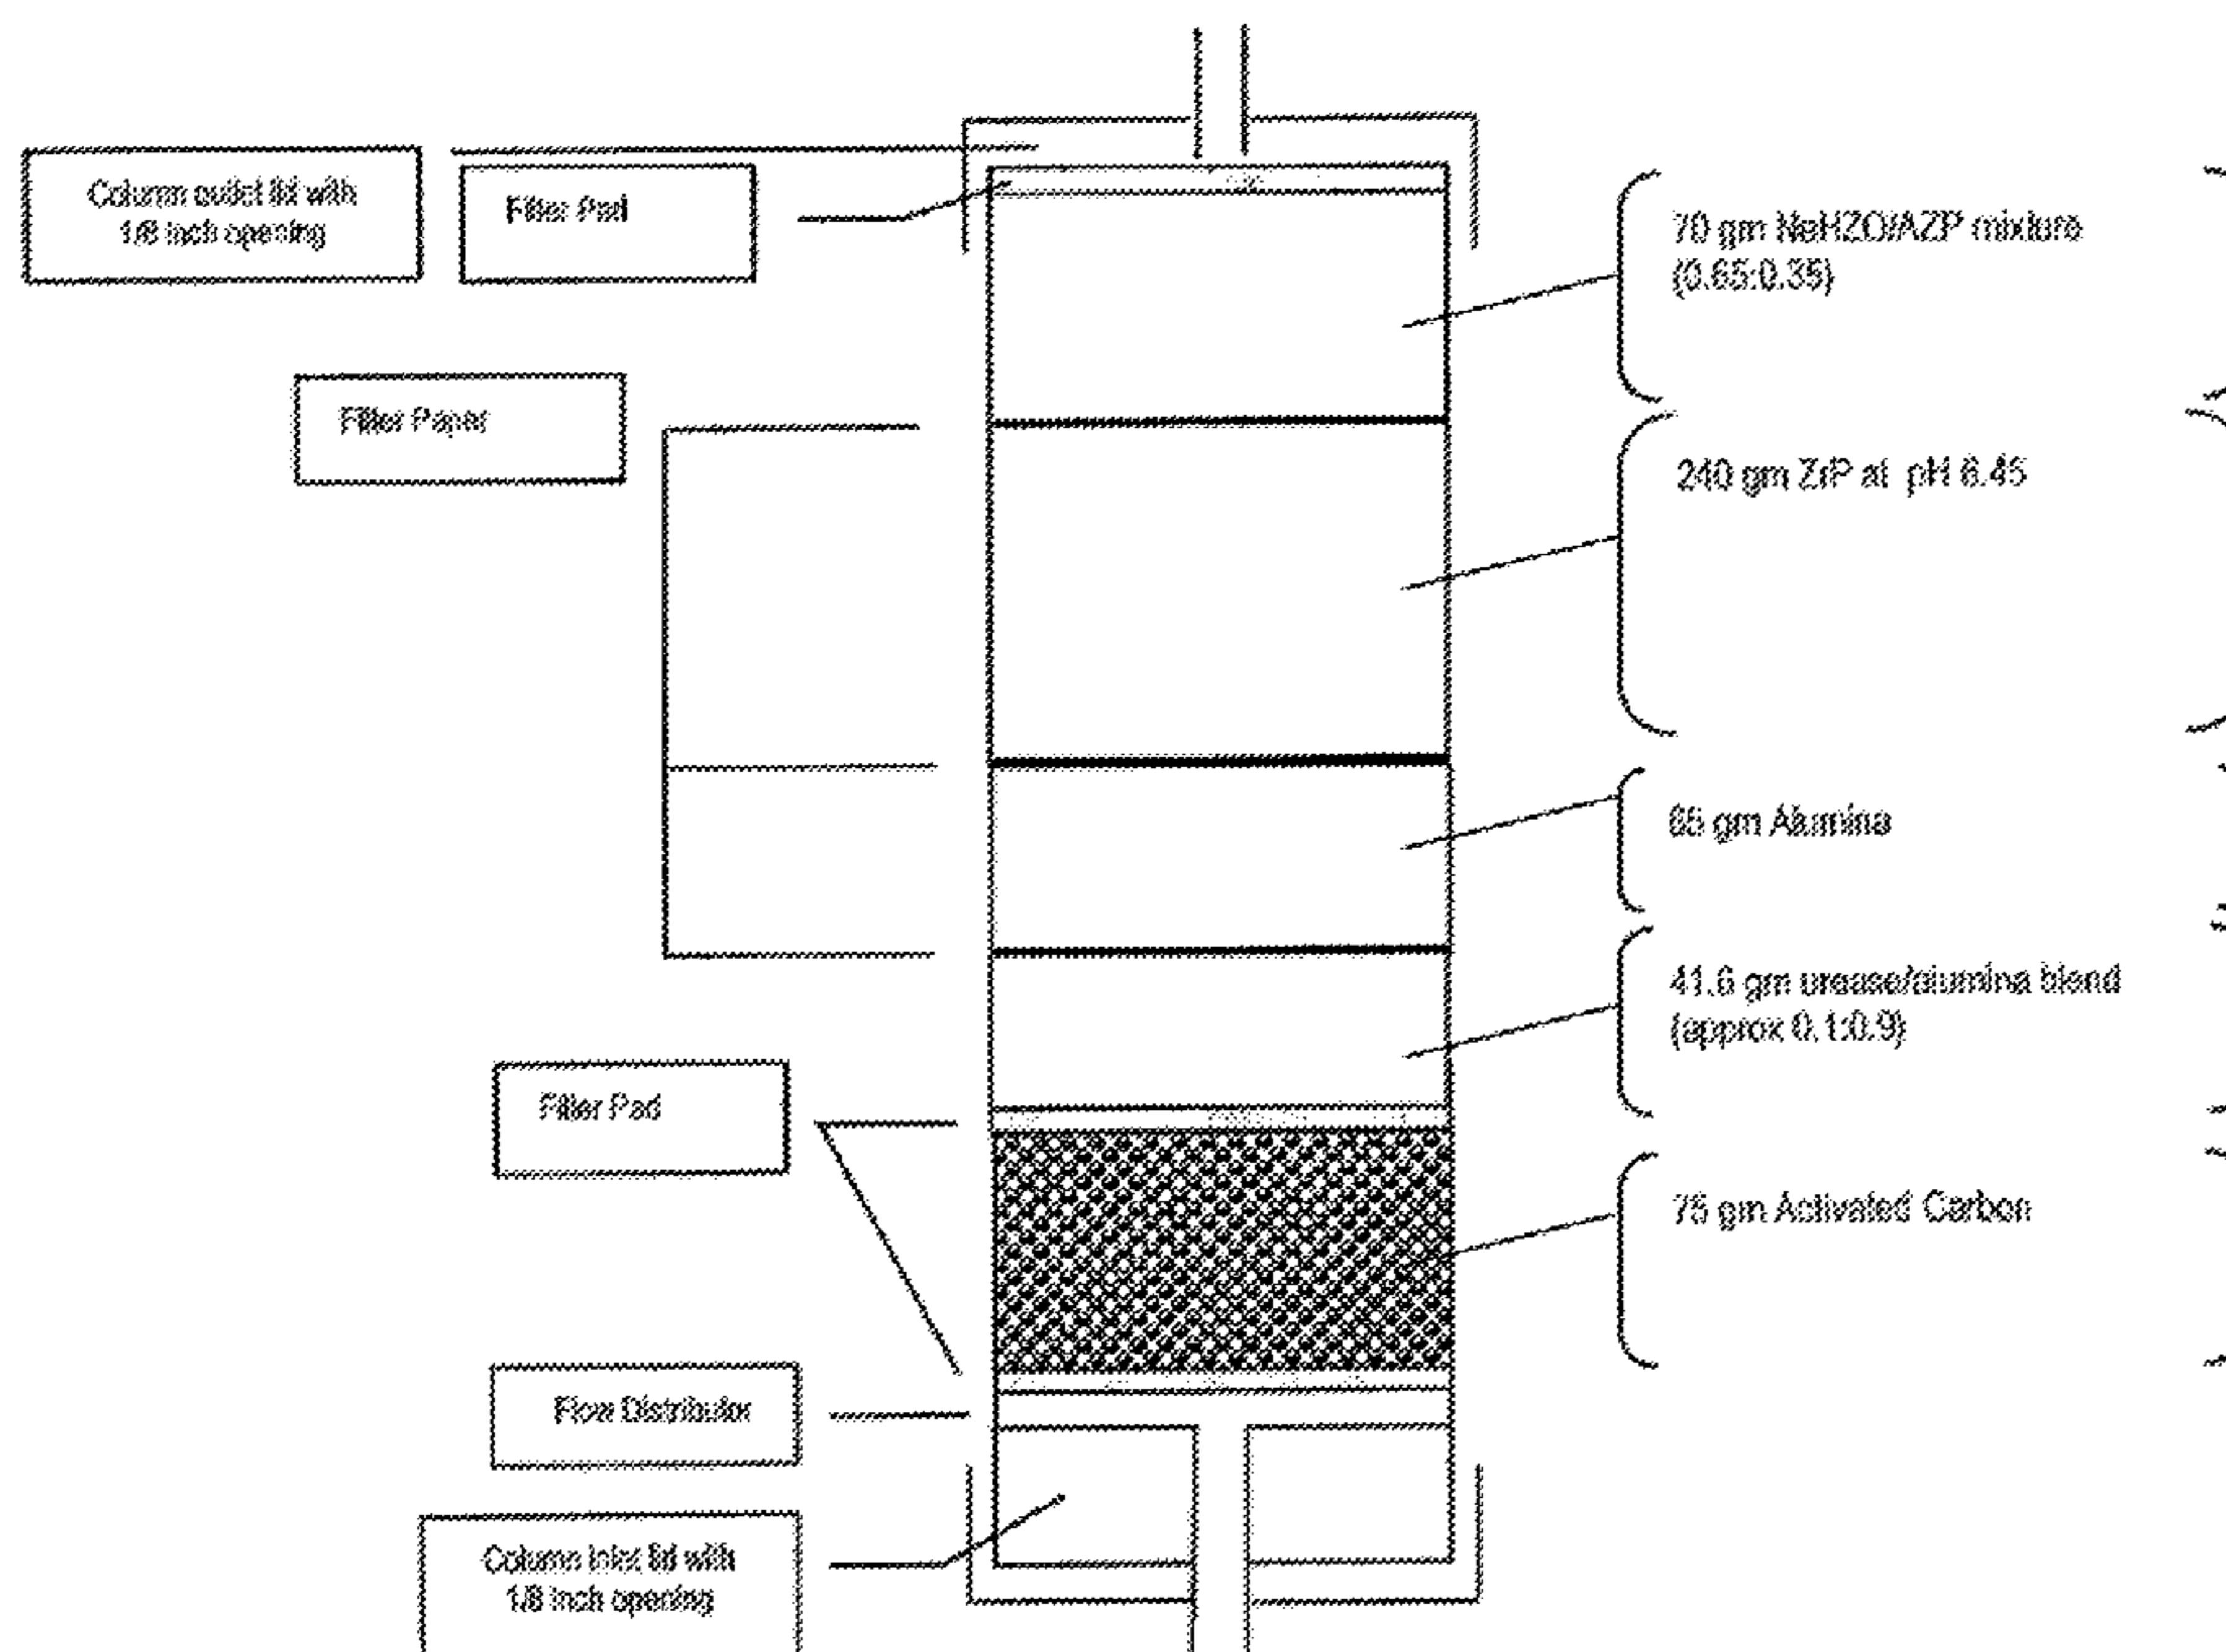 Column outlet lid with
1/8 inch opening
Filter Pad
70 gm NaHZO/AZP mixture
(0.65:0.35)
Filter Paper
240 gm ZrP at pH 6.45
65 gm Alumina
41.6 gm urease/alumina blend
(approx 0.1:0.9)
Filter Pad
75 gm Activated Carbon
Flow Distributor
Column inlet lid with
1/8 inch opening